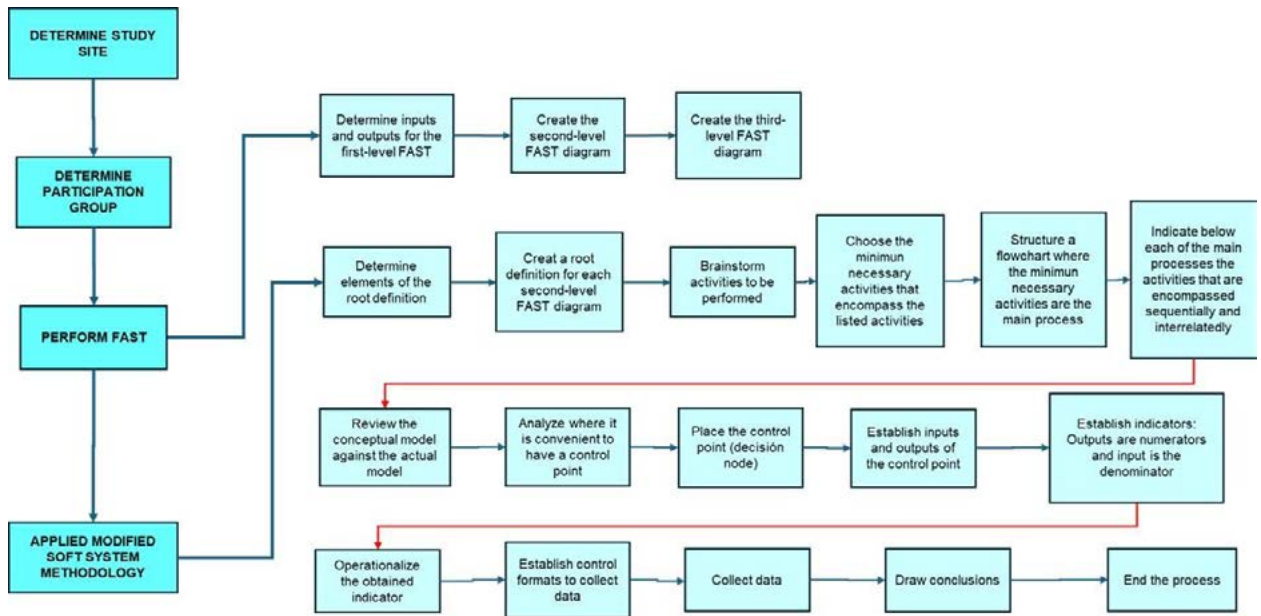 DETERMINE STUDY
SITE
DETERMINE
PARTICIPATION
GROUP
PERFORM FAST
APPLIED MODIFIED
SOFT SYSTEM
METHODOLOGY
Determine inputs
and outputs for the
first-level FAST
Create the
second-level
FAST diagram
Create the third-
level FAST
diagram
Determine
elements of the
root definition
Creat a root
definition for each
second-level
FAST diagram
Brainstorm
activities to be
performed
Choose the
minimun
necessary
activities that
encompass the
listed activities
Structure a
flowchart where
the minimun
necessary
activities are the
main process
Indicate below
each of the main
processes the
activities that are
encompassed
sequentially and
interrelatedly
Review the
conceptual model
against the actual
model
Analyze where it
is convenient to
have a control
point
Place the control
point (decisión
node)
Establish inputs
and outputs of
the control point
Establish indicators:
Outputs are numerators
and input is the
denominator
Operationalize
the obtained
indicator
Establish control
formats to collect
data
Collect data
Draw conclusions
End the process